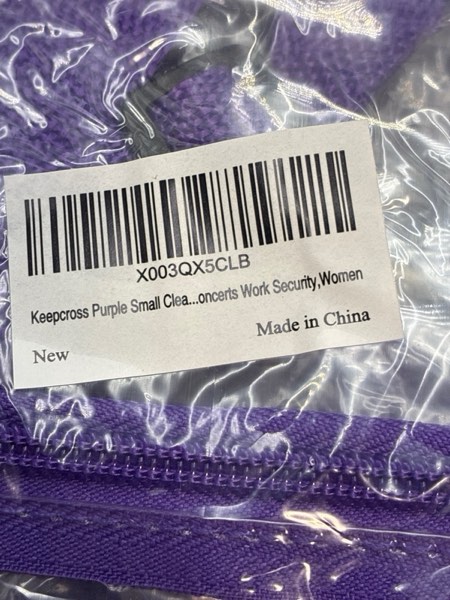 X003QX5CLB
Keepcross Purple Small Clea...oncerts Work Security,Women
New
Made in China